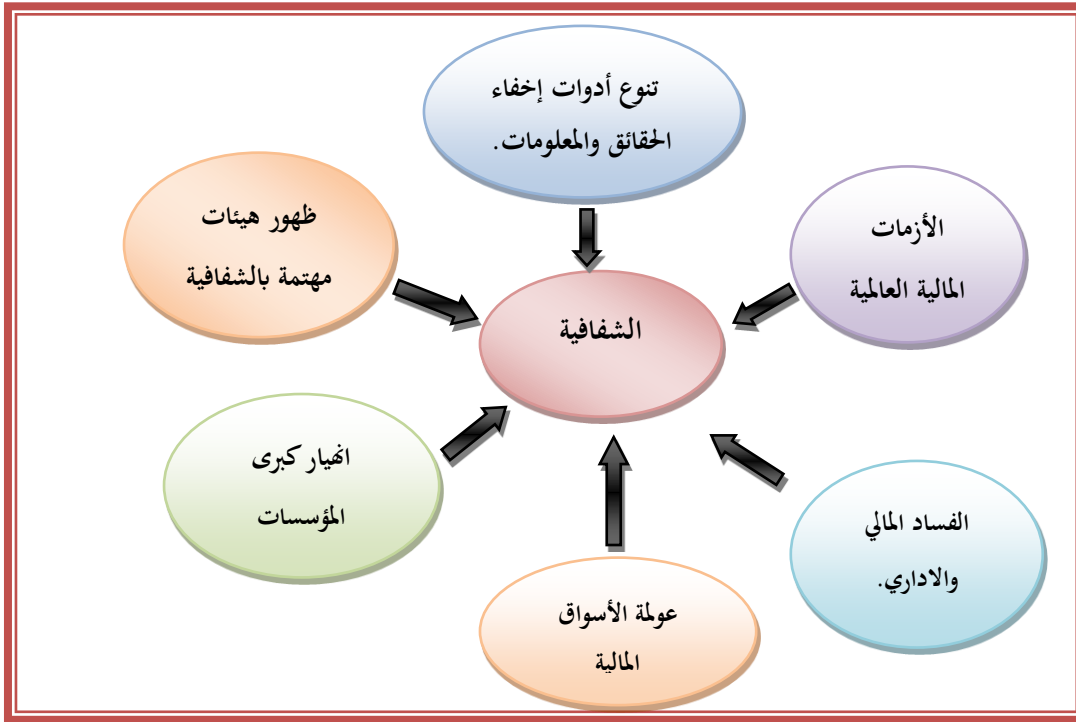 تنوع أدوات إخفاء
الحقائق والمعلومات.
الأزمات
المالية العالمية
ظهور هيئات
مهتمة بالشفافية
الشفافية
انهيار كبرى
المؤسسات
الفساد المالي
والاداري.
عولمة الأسواق
المالية